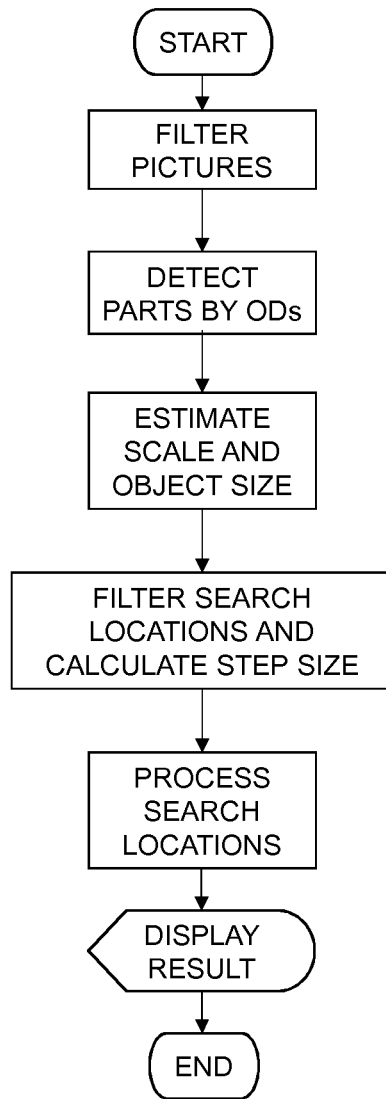 START
FILTER
PICTURES
DETECT
PARTS BY ODs
ESTIMATE
SCALE AND
OBJECT SIZE
FILTER SEARCH
LOCATIONS AND
CALCULATE STEP SIZE
PROCESS
SEARCH
LOCATIONS
DISPLAY
RESULT
END